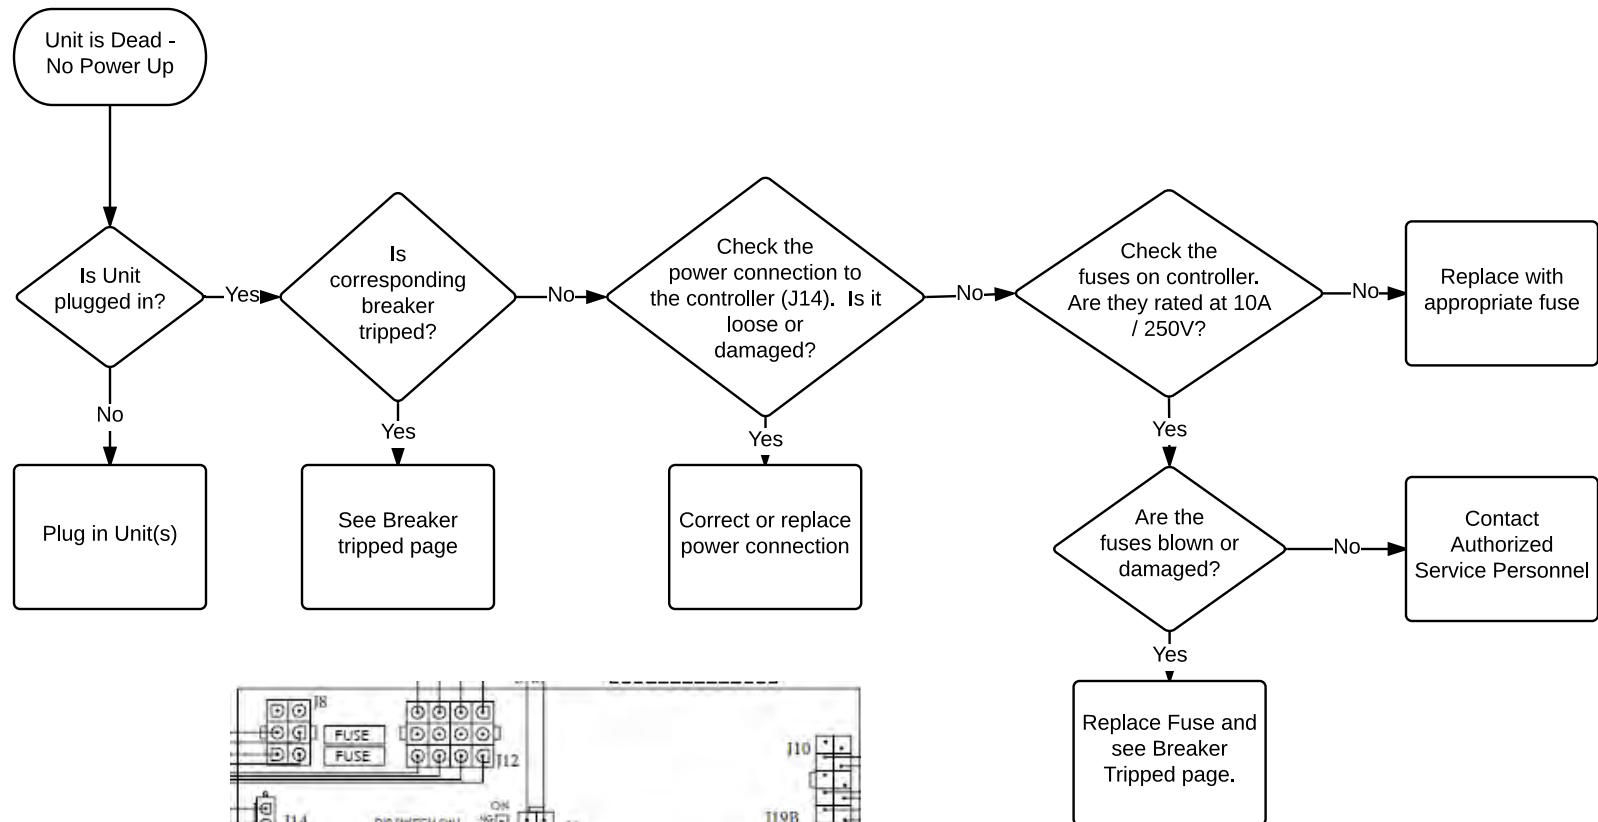 Unit is Dead -
No Power Up
Is Unit
plugged in?
Yes
Is
corresponding
breaker
tripped?
No
Check the
power connection to
the controller (J14). Is it
loose or
damaged?
No
Check the
fuses on controller.
Are they rated at 10A
/ 250V?
No
Replace with
appropriate fuse
No
Yes
Yes
Yes
Plug in Unit(s)
See Breaker
tripped page
Correct or replace
power connection
Are the
fuses blown or
damaged?
No
Contact
Authorized
Service Personnel
Yes
Replace Fuse and
see Breaker
Tripped page.
J8
FUSE
FUSE
J12
J10
J14
ON
J19B